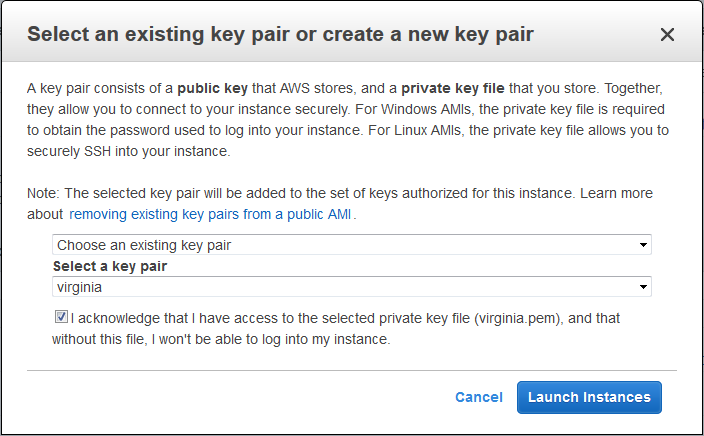 Select an existing key pair or create a new key pair
A key pair consists of a public key that AWS stores, and a private key file that you store. Together,
they allow you to connect to your instance securely. For Windows AMIs, the private key file is required
to obtain the password used to log into your instance. For Linux AMIs, the private key file allows you to
securely SSH into your instance.
Note: The selected key pair will be added to the set of keys authorized for this instance. Learn more
about removing existing key pairs from a public AMI.
Choose an existing key pair
Select a key pair
virginia
I acknowledge that I have access to the selected private key file (virginia.pem), and that
without this file, I won't be able to log into my instance.
Cancel Launch Instances